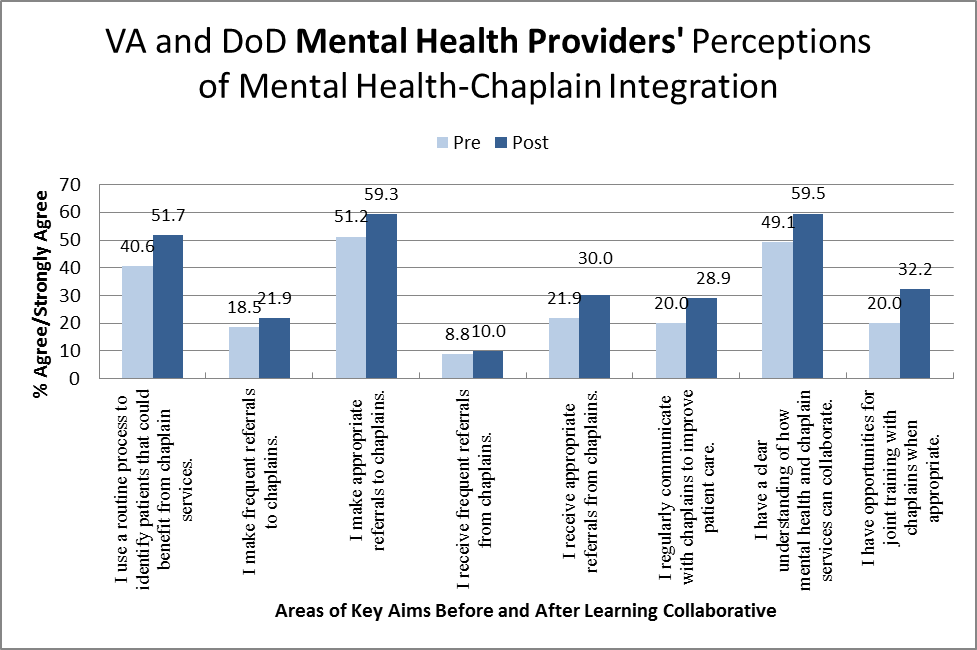 VA and DoD Mental Health Providers' Perceptions
of Mental Health-Chaplain Integration
Pre Post
% Agree/Strongly Agree
70
60
50
40
30
20
10
0
40.6
51.7
18.5
21.9
51.2
59.3
8.8
10.0
21.9
30.0
20.0
28.9
49.1
59.5
20.0
32.2
I use a routine process to
identify patients that could
benefit from chaplain
services.
I make frequent referrals
to chaplains.
I make appropriate
referrals to chaplains.
I receive frequent referrals
from chaplains.
I receive appropriate
referrals from chaplains.
I regularly communicate
with chaplains to improve
patient care.
I have a clear
understanding of how
mental health and chaplain
services can collaborate.
I have opportunities for
joint training with
chaplains when
appropriate.
Areas of Key Aims Before and After Learning Collaborative